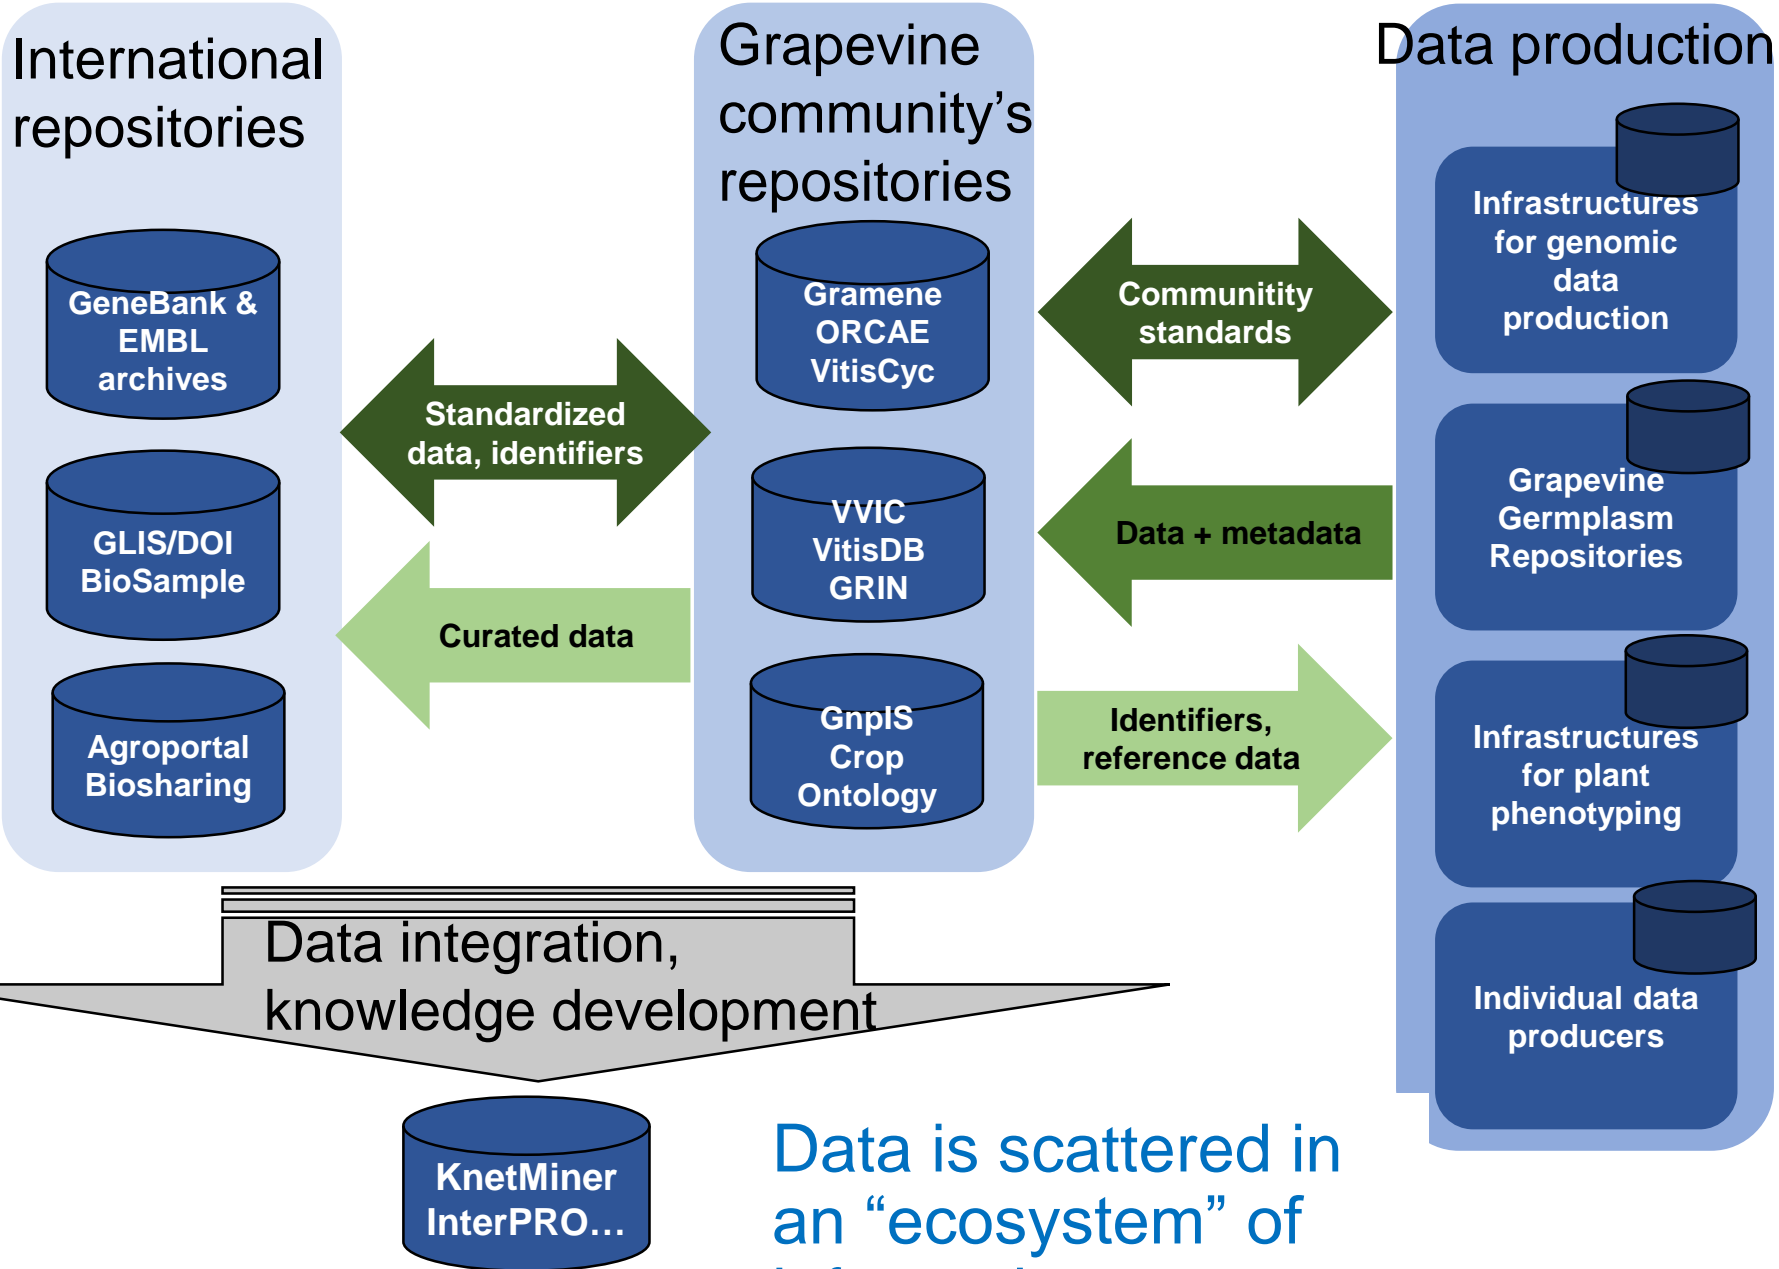 International
repositories
GeneBank &
EMBL
archives
GLIS/DOI
BioSample
Agroportal
Biosharing
Standardized
data, identifiers
Curated data
Grapevine
community’s
repositories
Gramene
ORCAE
VitisCyc
VVIC
VitisDB
GRIN
GnpIS
Crop
Ontology
Communitity
standards
Data + metadata
Identifiers,
reference data
Data production
Infrastructures
for genomic
data
production
Grapevine
Germplasm
Repositories
Infrastructures
for plant
phenotyping
Individual data
producers
Data integration,
knowledge development
KnetMiner
InterPRO…
Data is scattered in
an “ecosystem” of